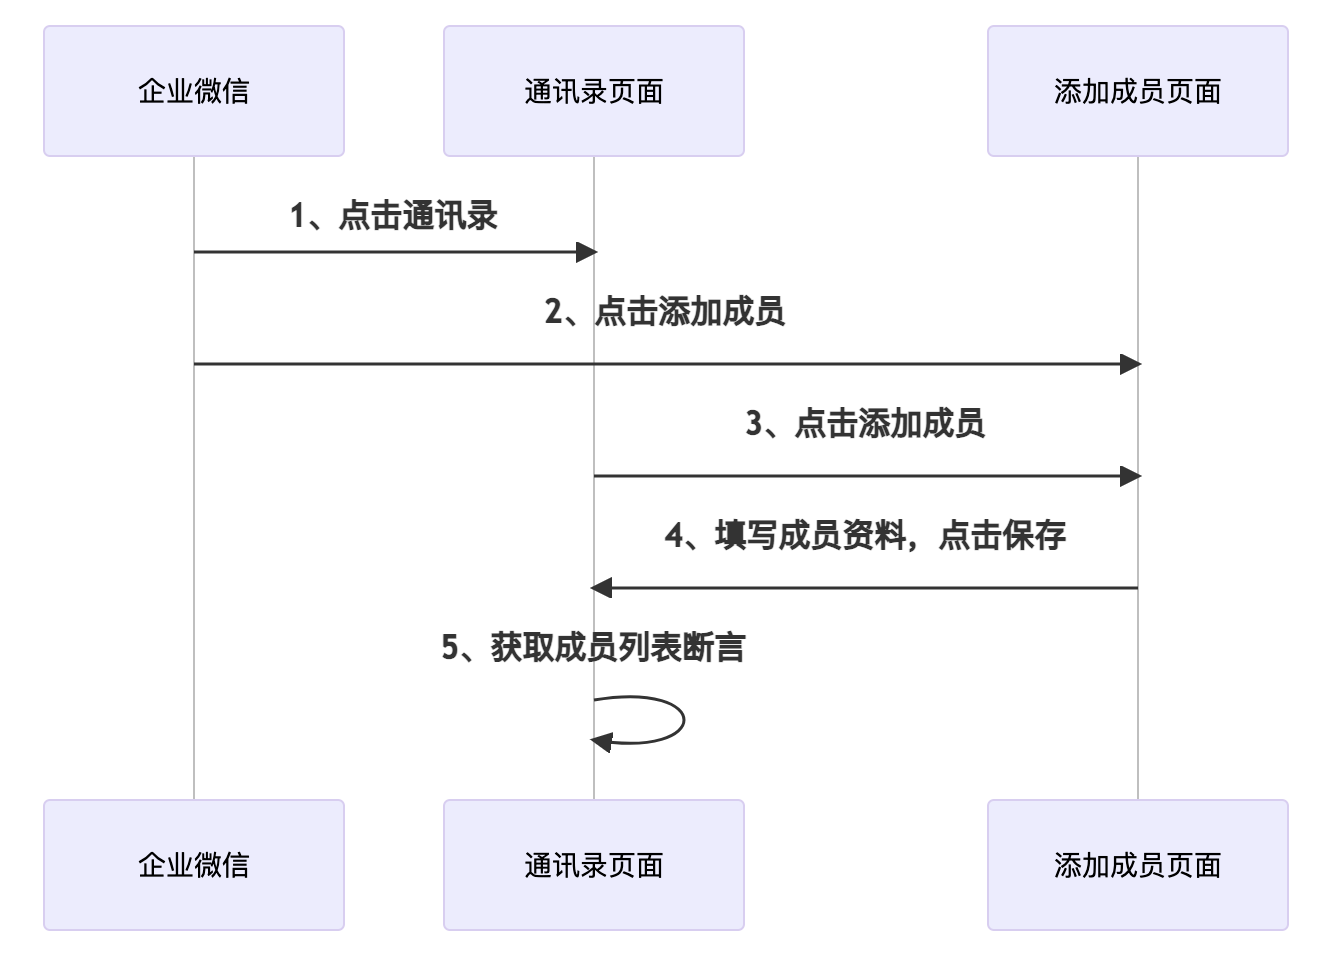 企业微信
通讯录页面
添加成员页面
1、点击通讯录
2、点击添加成员
3、点击添加成员
4、填写成员资料，点击保存
5、获取成员列表断言
企业微信
通讯录页面
添加成员页面